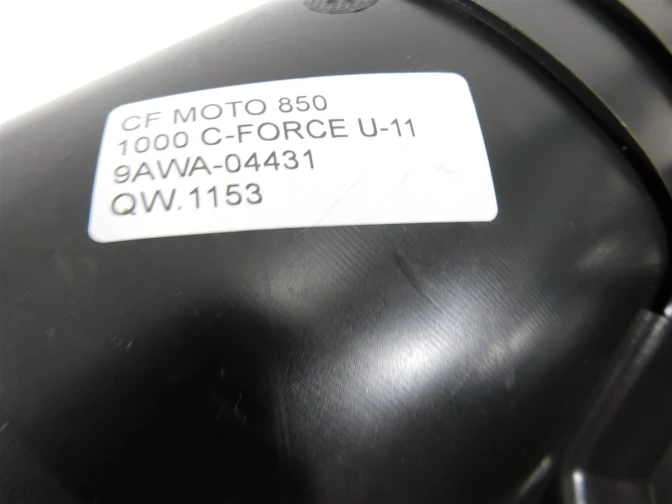 CF MOTO 850
1000 C-FORCE U-11
9AWA-04431
QW.1153